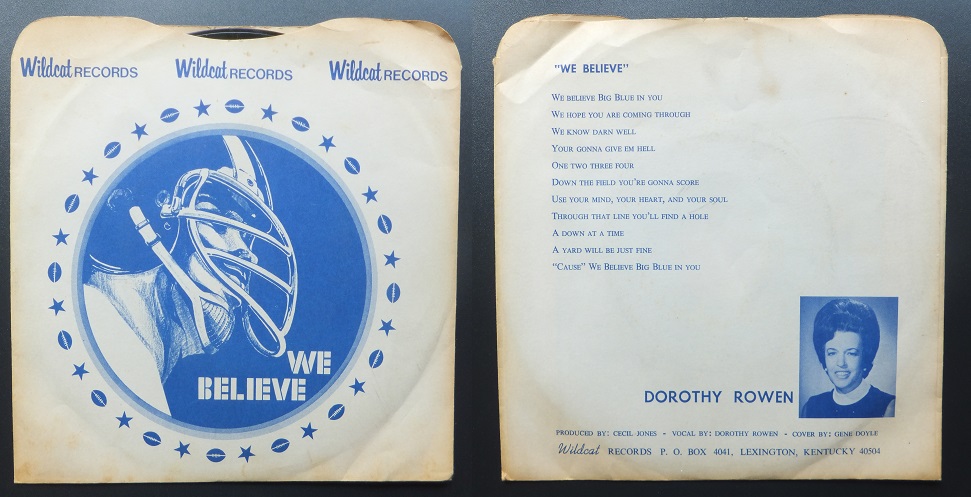 Wildcat RECORDS Wildcat RECORDS Wildcat RECORDS
WE
BELIEVE
"WE BELIEVE"
WE BELIEVE BIG BLUE IN YOU
WE HOPE YOU ARE COMING THROUGH
WE KNOW DARN WELL
YOUR GONNA GIVE EM HELL
ONE TWO THREE FOUR
DOWN THE FIELD YOU'RE GONNA SCORE
USE YOUR MIND, YOUR HEART, AND YOUR SOUL
THROUGH THAT LINE YOU'LL FIND A HOLE
A DOWN AT A TIME
A YARD WILL BE JUST FINE
"CAUSE" WE BELIEVE BIG BLUE IN YOU
DOROTHY ROWEN
PRODUCED BY: CECIL JONES - VOCAL BY: DOROTHY ROWEN - COVER BY: GENE DOYLE
Wildcat RECORDS P. O. BOX 4041, LEXINGTON, KENTUCKY 40504